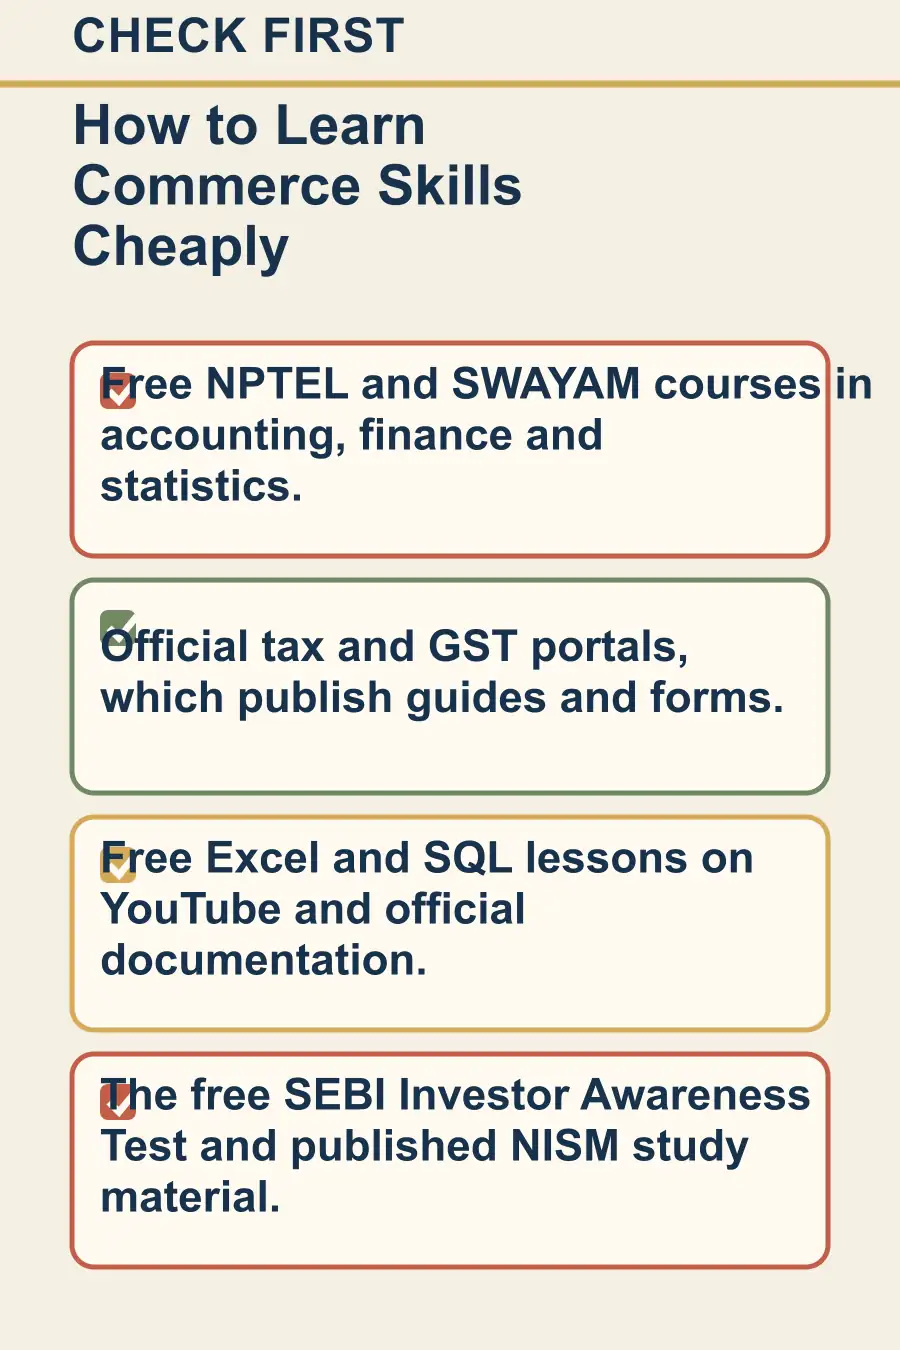 CHECK FIRST
How to Learn
Commerce Skills
Cheaply
Free NPTEL and SWAYAM courses in
accounting, finance and
statistics.
Official tax and GST portals,
which publish guides and forms.
Free Excel and SQL lessons on
YouTube and official
documentation.
The free SEBI Investor Awareness
Test and published NISM study
material.